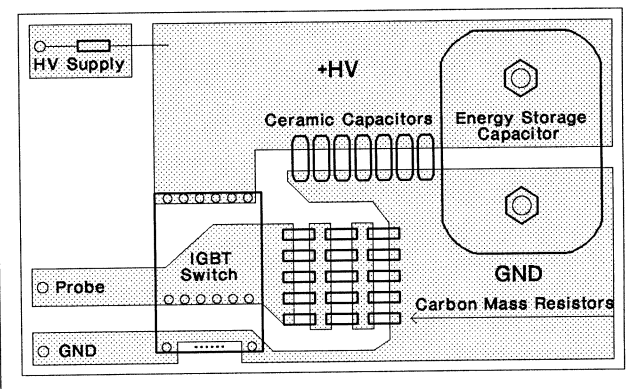 HV Supply
+HV
Ceramic Capacitors
Energy Storage
Capacitor
IGBT
Switch
Probe
GND
Carbon Mass Resistors
GND